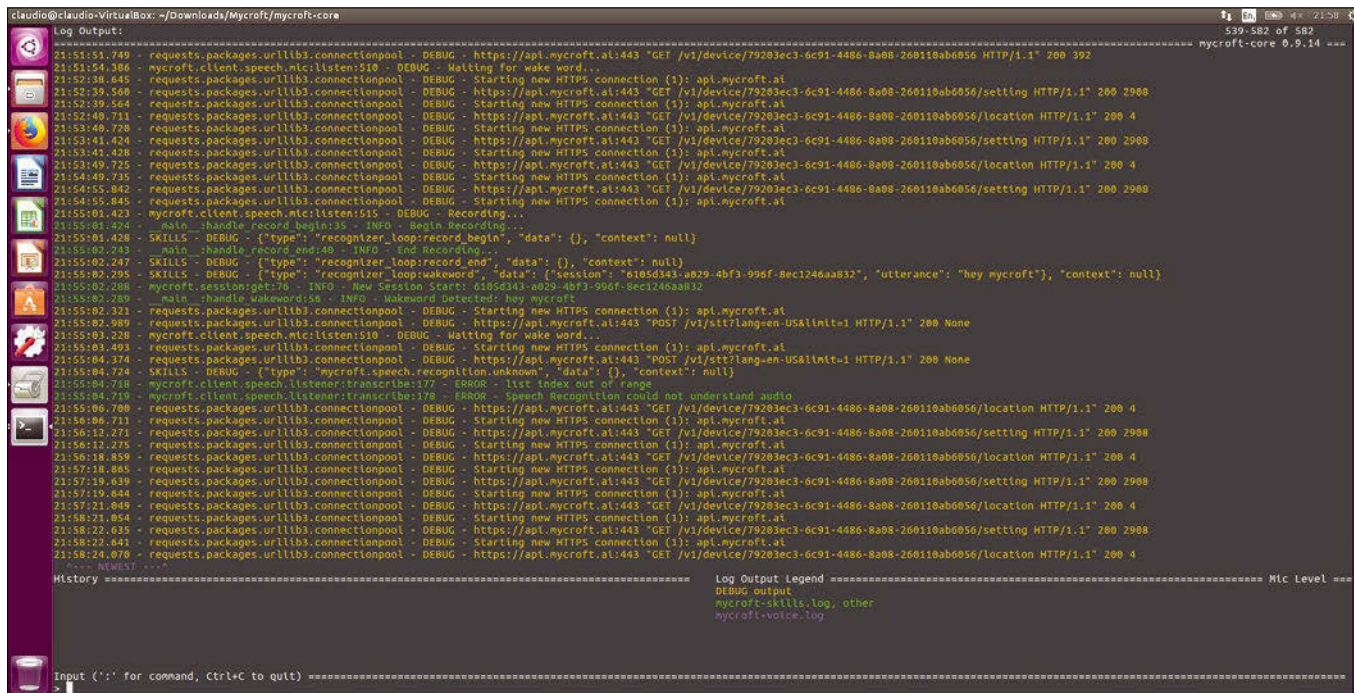 claudio@claudio-VirtualBox: ~/Downloads/Mycroft/mycroft-core En 21:58
Log Output: 539-582 of 582
=== mycroft-core 0.9.14 ===
21:51:51.749 - requests.packages.urllib3.connectionpool - DEBUG - https://api.mycroft.ai:443 "GET /v1/device/79203ec3-6c91-4486-8a08-260110ab6056 HTTP/1.1" 200 392
21:51:54.386 - mycroft.client.speech.mic:listen:510 - DEBUG - Waiting for wake word...
21:52:38.645 - requests.packages.urllib3.connectionpool - DEBUG - Starting new HTTPS connection (1): api.mycroft.ai
21:52:39.560 - requests.packages.urllib3.connectionpool - DEBUG - https://api.mycroft.ai:443 "GET /v1/device/79203ec3-6c91-4486-8a08-260110ab6056/setting HTTP/1.1" 200 2908
21:52:39.564 - requests.packages.urllib3.connectionpool - DEBUG - Starting new HTTPS connection (1): api.mycroft.ai
21:52:40.711 - requests.packages.urllib3.connectionpool - DEBUG - https://api.mycroft.ai:443 "GET /v1/device/79203ec3-6c91-4486-8a08-260110ab6056/location HTTP/1.1" 200 4
21:53:40.720 - requests.packages.urllib3.connectionpool - DEBUG - Starting new HTTPS connection (1): api.mycroft.ai
21:53:41.424 - requests.packages.urllib3.connectionpool - DEBUG - https://api.mycroft.ai:443 "GET /v1/device/79203ec3-6c91-4486-8a08-260110ab6056/setting HTTP/1.1" 200 2908
21:53:41.428 - requests.packages.urllib3.connectionpool - DEBUG - Starting new HTTPS connection (1): api.mycroft.ai
21:53:49.725 - requests.packages.urllib3.connectionpool - DEBUG - https://api.mycroft.ai:443 "GET /v1/device/79203ec3-6c91-4486-8a08-260110ab6056/location HTTP/1.1" 200 4
21:54:49.735 - requests.packages.urllib3.connectionpool - DEBUG - Starting new HTTPS connection (1): api.mycroft.ai
21:54:55.842 - requests.packages.urllib3.connectionpool - DEBUG - https://api.mycroft.ai:443 "GET /v1/device/79203ec3-6c91-4486-8a08-260110ab6056/setting HTTP/1.1" 200 2908
21:54:55.845 - requests.packages.urllib3.connectionpool - DEBUG - Starting new HTTPS connection (1): api.mycroft.ai
21:55:01.423 - mycroft.client.speech.mic:listen:515 - DEBUG - Recording...
21:55:01.424 - __main__:handle_record_begin:35 - INFO - Begin Recording...
21:55:01.428 - SKILLS - DEBUG - {"type": "recognizer_loop:record_begin", "data": {}, "context": null}
21:55:02.243 - __main__:handle_record_end:40 - INFO - End Recording...
21:55:02.247 - SKILLS - DEBUG - {"type": "recognizer_loop:record_end", "data": {}, "context": null}
21:55:02.295 - SKILLS - DEBUG - {"type": "recognizer_loop:wakeword", "data": {"session": "6105d343-a029-4bf3-996f-8ec1246aa832", "utterance": "hey mycroft"}, "context": null}
21:55:02.288 - mycroft.session:get:76 - INFO - New Session Start: 6105d343-a029-4bf3-996f-8ec1246aa832
21:55:02.289 - __main__:handle_wakeword:56 - INFO - Wakeword Detected: hey mycroft
21:55:02.321 - requests.packages.urllib3.connectionpool - DEBUG - Starting new HTTPS connection (1): api.mycroft.ai
21:55:02.989 - requests.packages.urllib3.connectionpool - DEBUG - https://api.mycroft.ai:443 "POST /v1/stt?lang=en-US&limit=1 HTTP/1.1" 200 None
21:55:03.228 - mycroft.client.speech.mic:listen:510 - DEBUG - Waiting for wake word...
21:55:03.493 - requests.packages.urllib3.connectionpool - DEBUG - Starting new HTTPS connection (1): api.mycroft.ai
21:55:04.374 - requests.packages.urllib3.connectionpool - DEBUG - https://api.mycroft.ai:443 "POST /v1/stt?lang=en-US&limit=1 HTTP/1.1" 200 None
21:55:04.724 - SKILLS - DEBUG - {"type": "mycroft.speech.recognition.unknown", "data": {}, "context": null}
21:55:04.718 - mycroft.client.speech.listener:transcribe:177 - ERROR - list index out of range
21:55:04.719 - mycroft.client.speech.listener:transcribe:178 - ERROR - Speech Recognition could not understand audio
21:55:06.700 - requests.packages.urllib3.connectionpool - DEBUG - https://api.mycroft.ai:443 "GET /v1/device/79203ec3-6c91-4486-8a08-260110ab6056/location HTTP/1.1" 200 4
21:56:06.711 - requests.packages.urllib3.connectionpool - DEBUG - Starting new HTTPS connection (1): api.mycroft.ai
21:56:12.271 - requests.packages.urllib3.connectionpool - DEBUG - https://api.mycroft.ai:443 "GET /v1/device/79203ec3-6c91-4486-8a08-260110ab6056/setting HTTP/1.1" 200 2908
21:56:12.275 - requests.packages.urllib3.connectionpool - DEBUG - Starting new HTTPS connection (1): api.mycroft.ai
21:56:18.859 - requests.packages.urllib3.connectionpool - DEBUG - https://api.mycroft.ai:443 "GET /v1/device/79203ec3-6c91-4486-8a08-260110ab6056/location HTTP/1.1" 200 4
21:57:18.865 - requests.packages.urllib3.connectionpool - DEBUG - Starting new HTTPS connection (1): api.mycroft.ai
21:57:19.639 - requests.packages.urllib3.connectionpool - DEBUG - https://api.mycroft.ai:443 "GET /v1/device/79203ec3-6c91-4486-8a08-260110ab6056/setting HTTP/1.1" 200 2908
21:57:19.844 - requests.packages.urllib3.connectionpool - DEBUG - Starting new HTTPS connection (1): api.mycroft.ai
21:57:21.049 - requests.packages.urllib3.connectionpool - DEBUG - https://api.mycroft.ai:443 "GET /v1/device/79203ec3-6c91-4486-8a08-260110ab6056/location HTTP/1.1" 200 4
21:58:21.054 - requests.packages.urllib3.connectionpool - DEBUG - Starting new HTTPS connection (1): api.mycroft.ai
21:58:22.635 - requests.packages.urllib3.connectionpool - DEBUG - https://api.mycroft.ai:443 "GET /v1/device/79203ec3-6c91-4486-8a08-260110ab6056/setting HTTP/1.1" 200 2908
21:58:22.641 - requests.packages.urllib3.connectionpool - DEBUG - Starting new HTTPS connection (1): api.mycroft.ai
21:58:24.070 - requests.packages.urllib3.connectionpool - DEBUG - https://api.mycroft.ai:443 "GET /v1/device/79203ec3-6c91-4486-8a08-260110ab6056/location HTTP/1.1" 200 4
^--- NEWEST ---^
History === Log Output Legend === Mic Level ===
DEBUG output
mycroft-skills.log, other
mycroft-voice.log
Input (':' for command, Ctrl+C to quit) ===
>